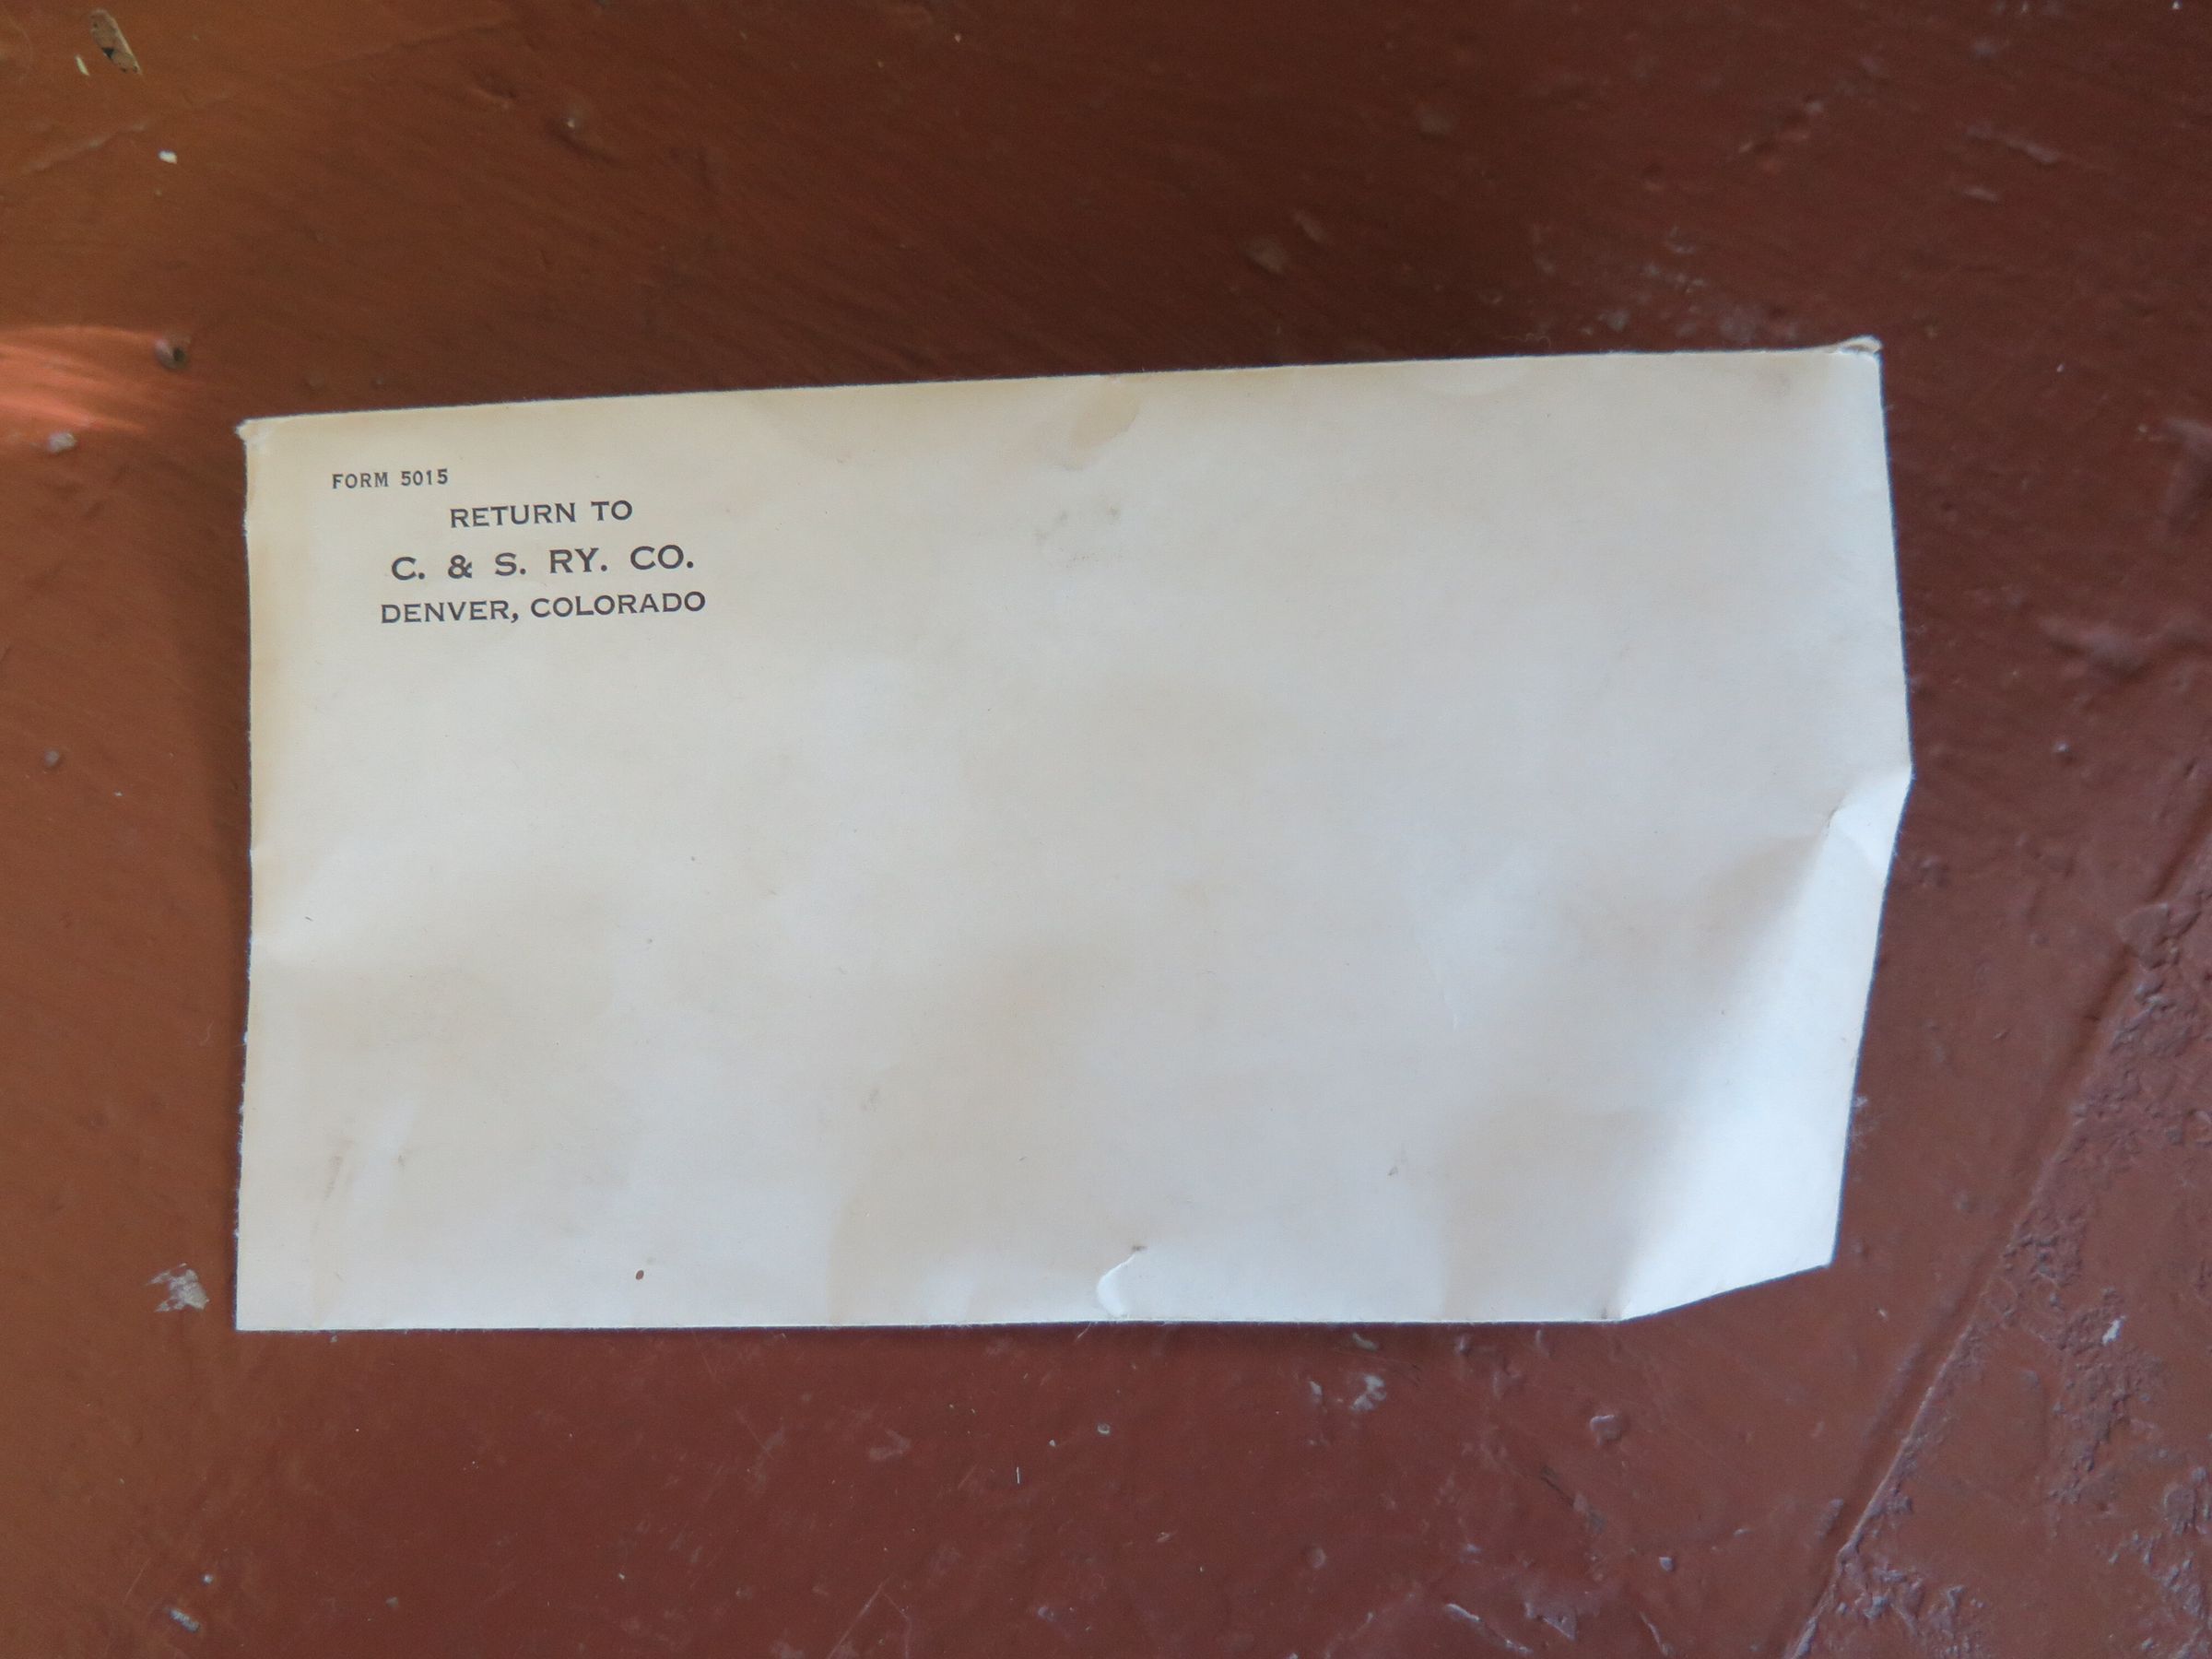 FORM 5015
RETURN TO
C. & S. RY. CO.
DENVER, COLORADO